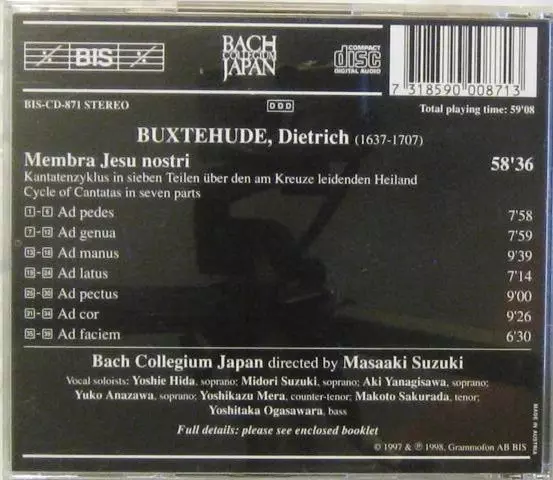 BIS
BACH
COLLEGIUM
JAPAN
COMPACT
disc
DIGITAL AUDIO
7 318590 008713
BIS-CD-871 STEREO
DDD
Total playing time: 59'08
BUXTEHUDE, Dietrich (1637-1707)
Membra Jesu nostri 58'36
Kantatenzyklus in sieben Teilen über den am Kreuze leidenden Heiland
Cycle of Cantatas in seven parts
1-6 Ad pedes 7'58
7-12 Ad genua 7'59
13-18 Ad manus 9'39
19-24 Ad latus 7'14
25-30 Ad pectus 9'00
31-34 Ad cor 9'26
35-39 Ad faciem 6'30
Bach Collegium Japan directed by Masaaki Suzuki
Vocal soloists: Yoshie Hida, soprano; Midori Suzuki, soprano; Aki Yanagisawa, soprano;
Yuko Anazawa, soprano; Yoshikazu Mera, counter-tenor; Makoto Sakurada, tenor;
Yoshitaka Ogasawara, bass
Full details: please see enclosed booklet
© 1997 & ℗ 1998, Grammofon AB BIS
MADE IN AUSTRIA